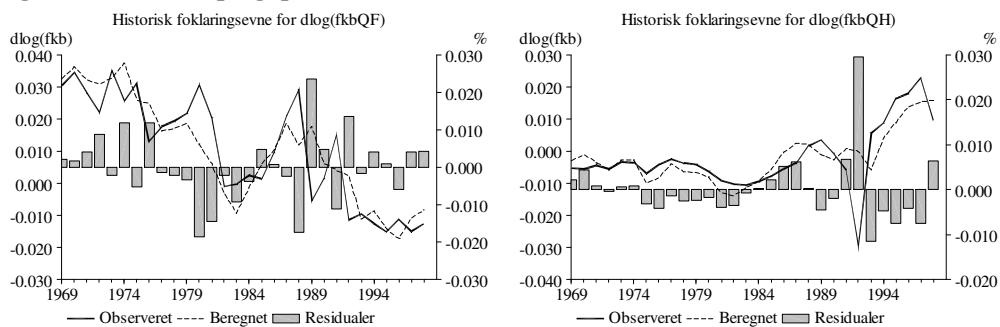 Historisk foklaringsevne for dlog(fkbQF)
dlog(fkb) %
0.040 0.030
0.030 0.020
0.020 0.010
0.010 0.000
0.000 -0.010
-0.010 -0.020
-0.020 -0.030
-0.030
1969 1974 1979 1984 1989 1994
Observeret Beregnet Residualer
Historisk foklaringsevne for dlog(fkbQH)
dlog(fkb) %
0.030 0.030
0.020 0.020
0.010 0.010
0.000 0.000
-0.010 -0.010
-0.020 -0.020
-0.030
-0.040
1969 1974 1979 1984 1989 1994
Observeret Beregnet Residualer